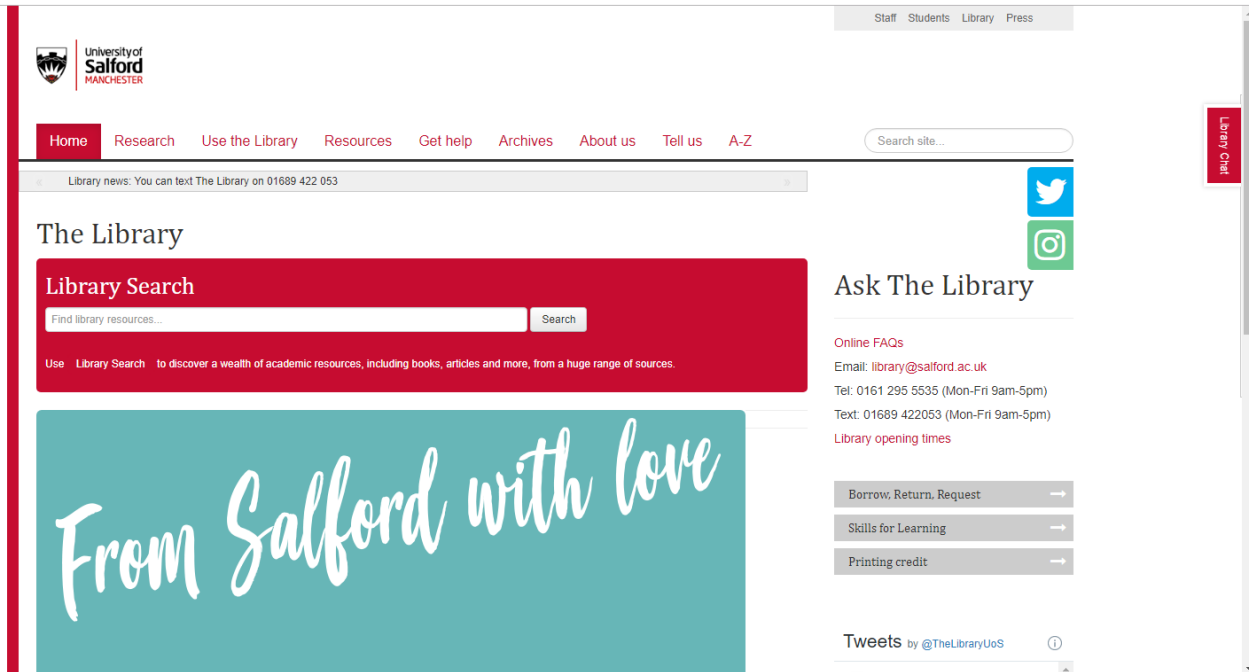 Staff Students Library Press
University of
Salford
MANCHESTER
Home Research Use the Library Resources Get help Archives About us Tell us A-Z
Search site...
Library Chat
« Library news: You can text The Library on 01689 422 053 »
The Library
Library Search
Find library resources...
Search
Use Library Search to discover a wealth of academic resources, including books, articles and more, from a huge range of sources.
From Salford with love
Ask The Library
Online FAQs
Email: library@salford.ac.uk
Tel: 0161 295 5535 (Mon-Fri 9am-5pm)
Text: 01689 422053 (Mon-Fri 9am-5pm)
Library opening times
Borrow, Return, Request
Skills for Learning
Printing credit
Tweets by @TheLibraryUoS